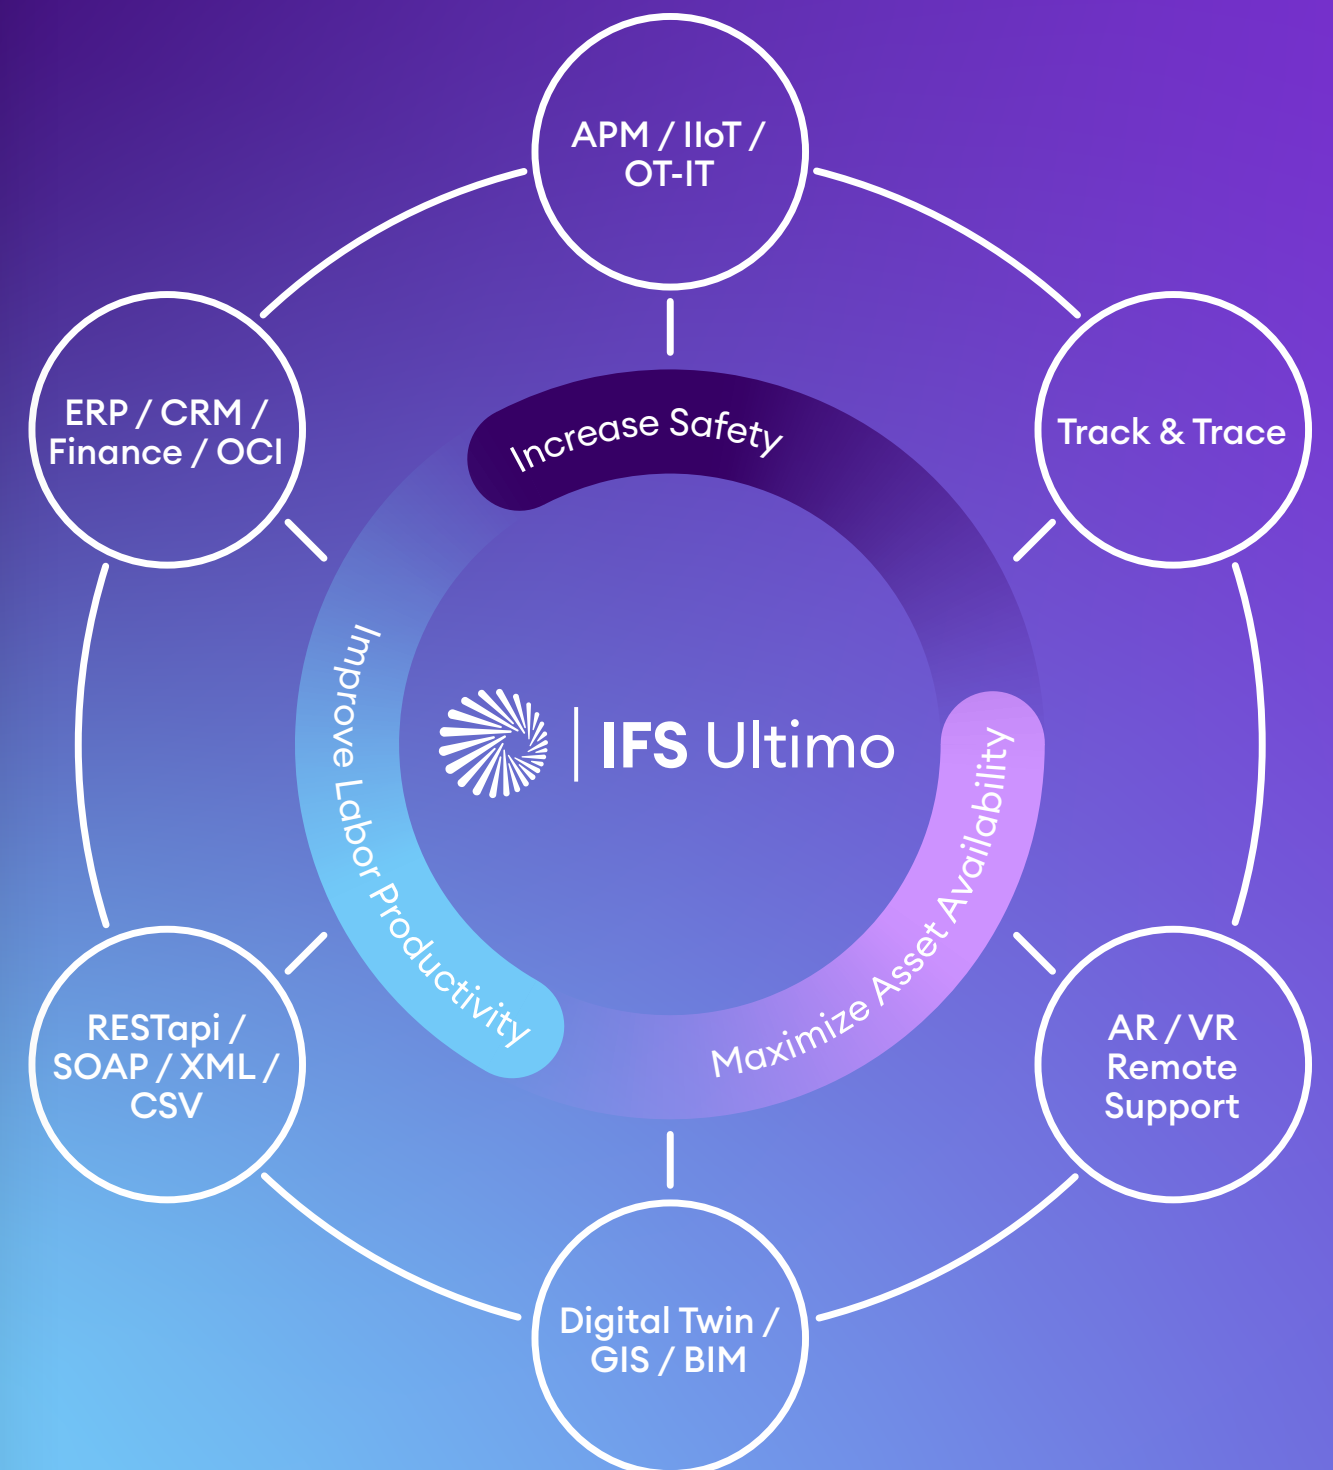 APM / IIoT /
OT-IT
ERP / CRM /
Finance / OCI
Track & Trace
Increase Safety
Improve Labor Productivity
IFS Ultimo
Maximize Asset Availability
RESTapi /
SOAP / XML /
CSV
AR / VR
Remote
Support
Digital Twin /
GIS / BIM